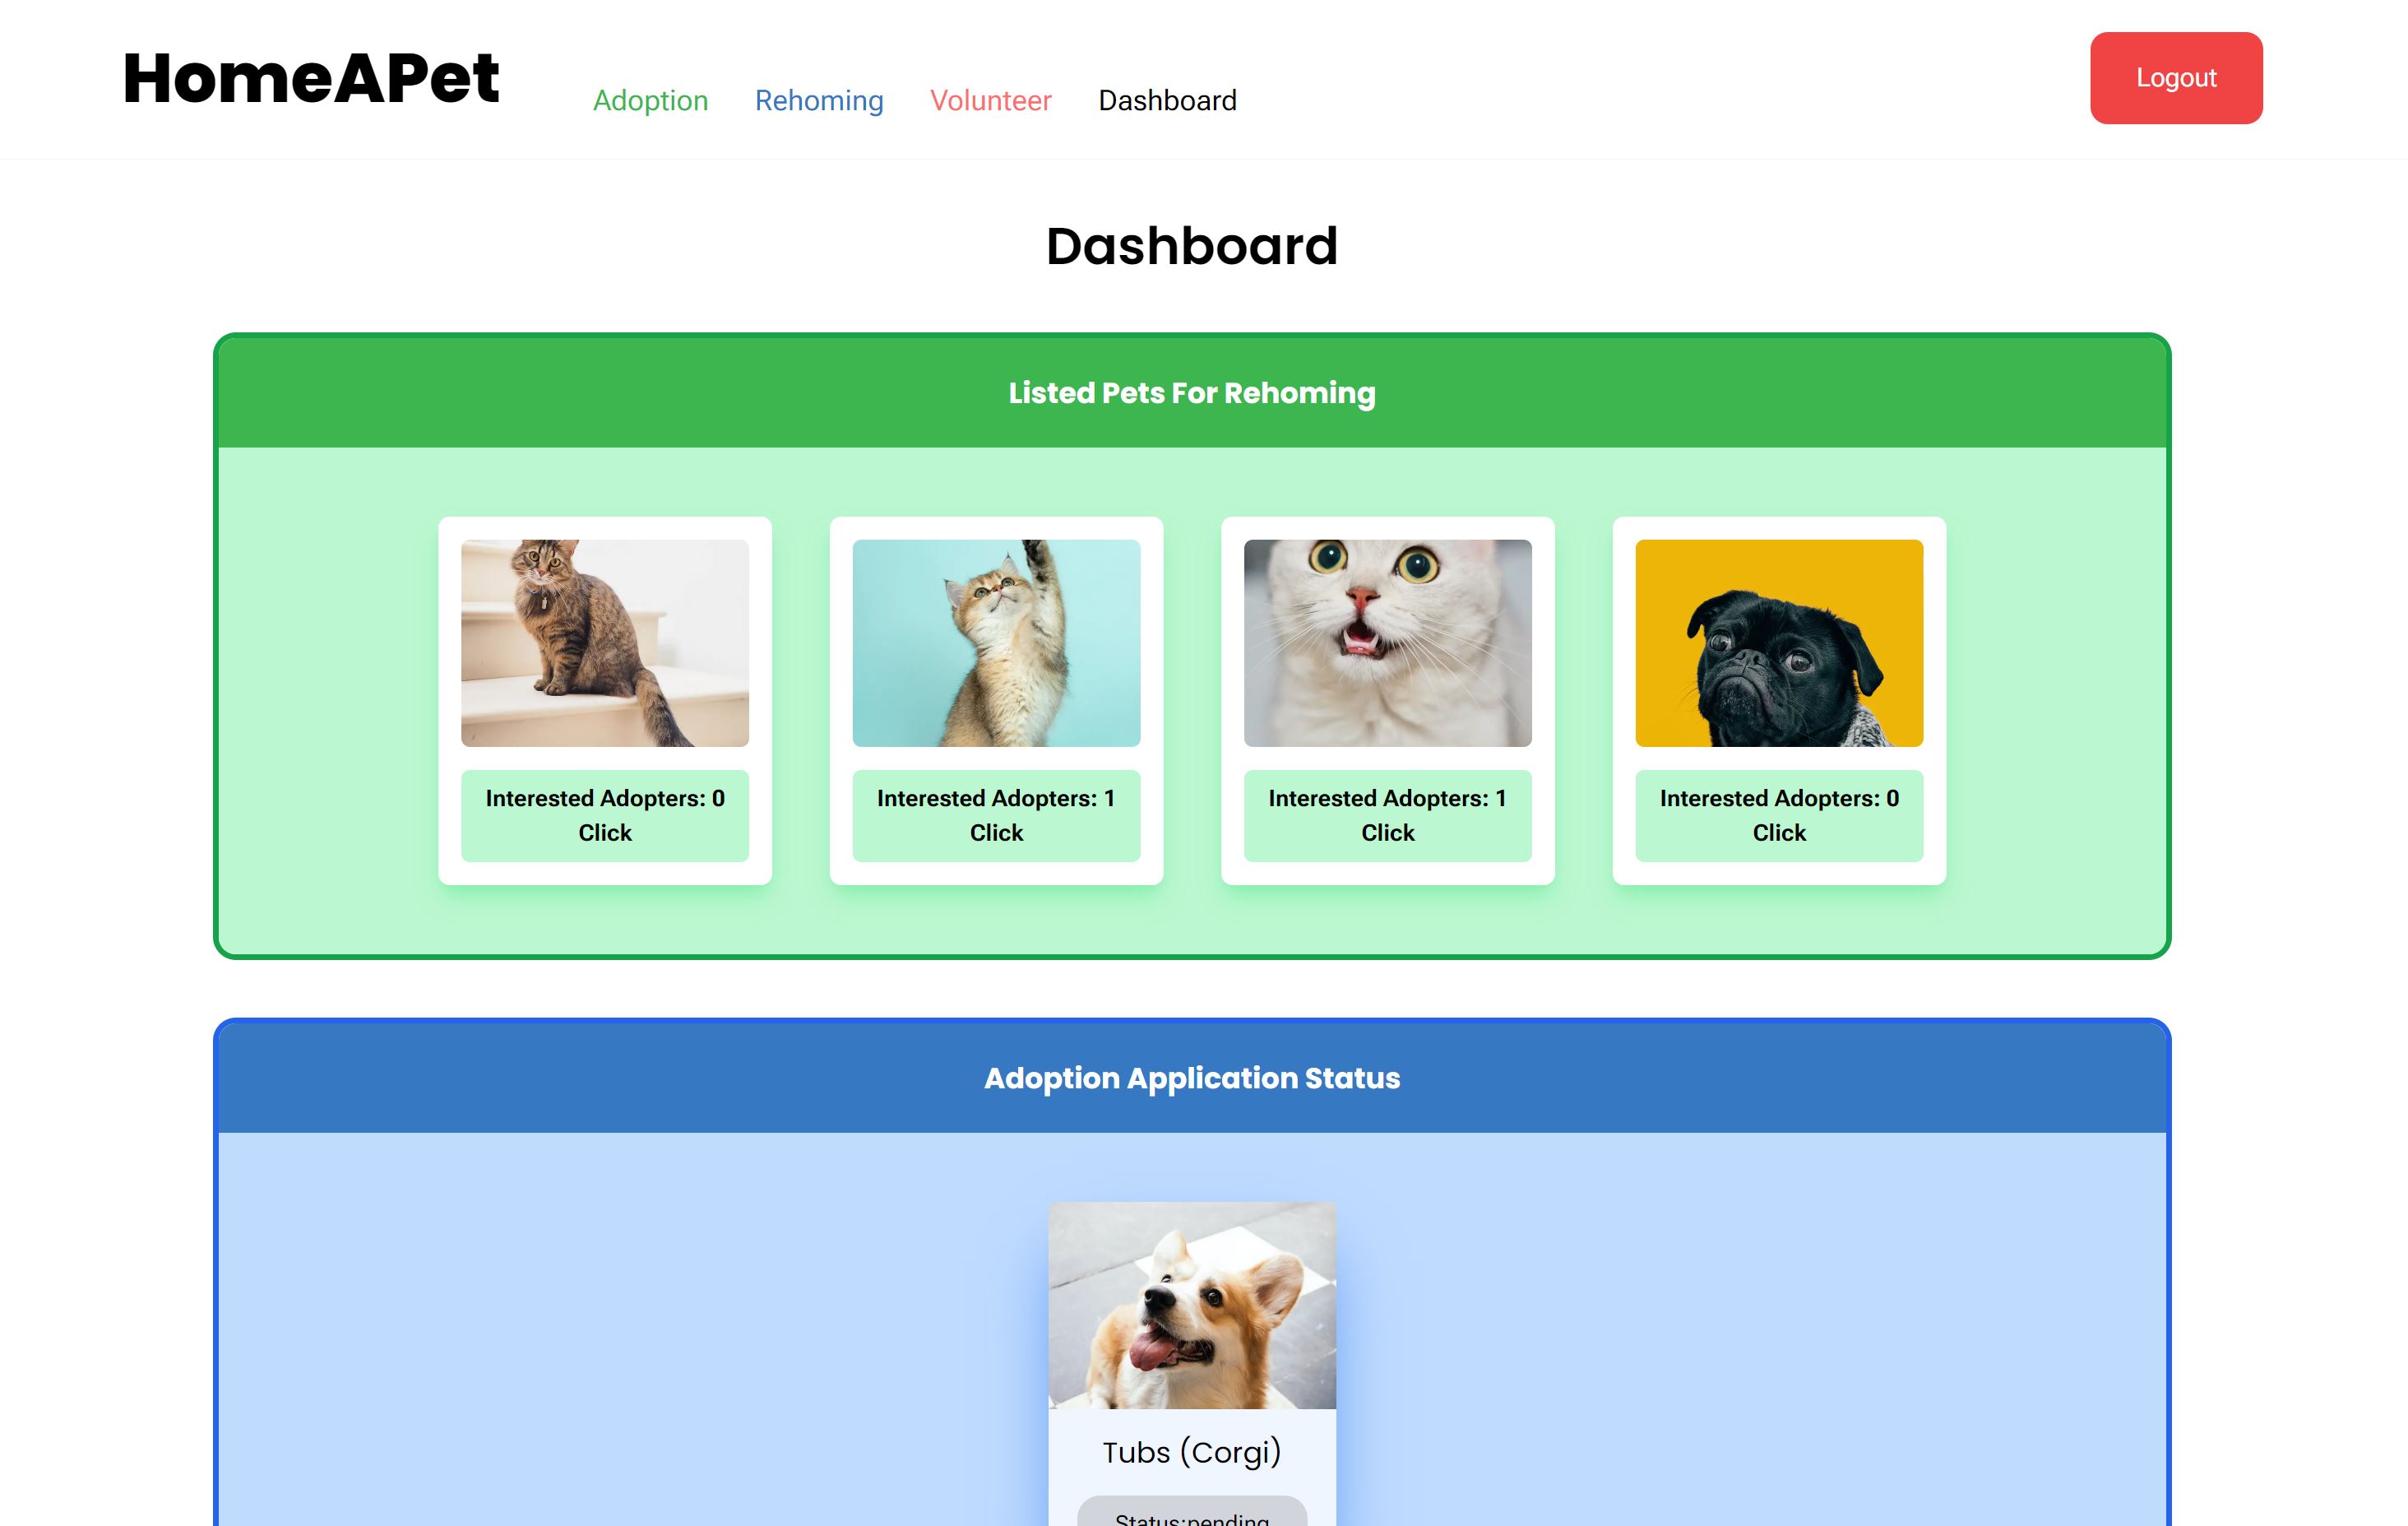 HomeAPet
Adoption
Rehoming
Volunteer
Dashboard
Logout
Dashboard
Listed Pets For Rehoming
Interested Adopters: 0
Click
Interested Adopters: 1
Click
Interested Adopters: 1
Click
Interested Adopters: 0
Click
Adoption Application Status
Tubs (Corgi)
Status:pending